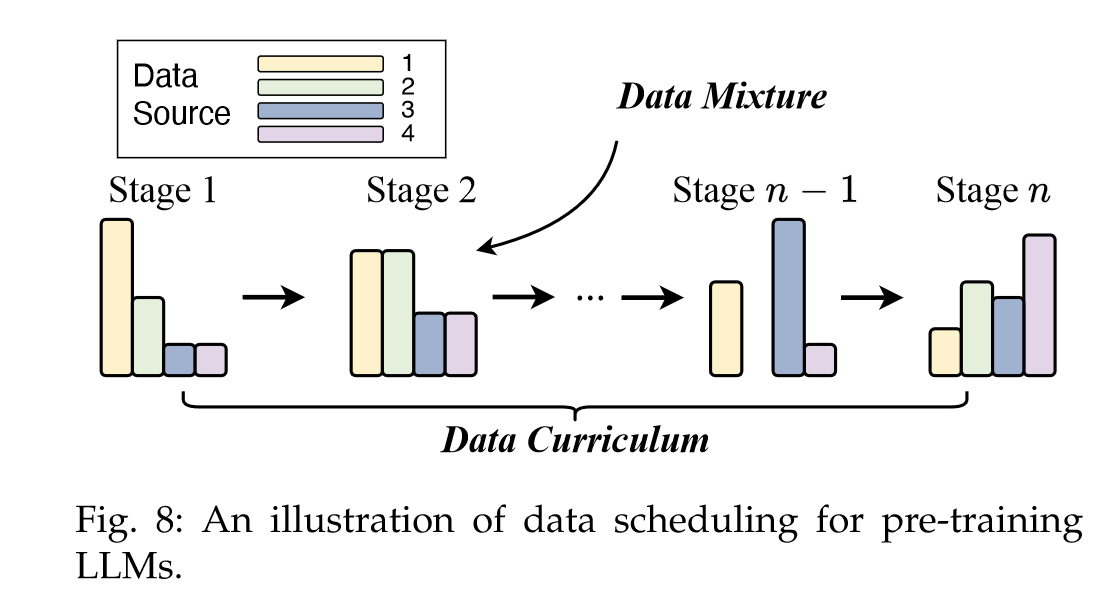 Data
Source
1
2
3
4
Data Mixture
Stage 1
Stage 2
Stage n − 1
Stage n
...
Data Curriculum
Fig. 8: An illustration of data scheduling for pre-training
LLMs.